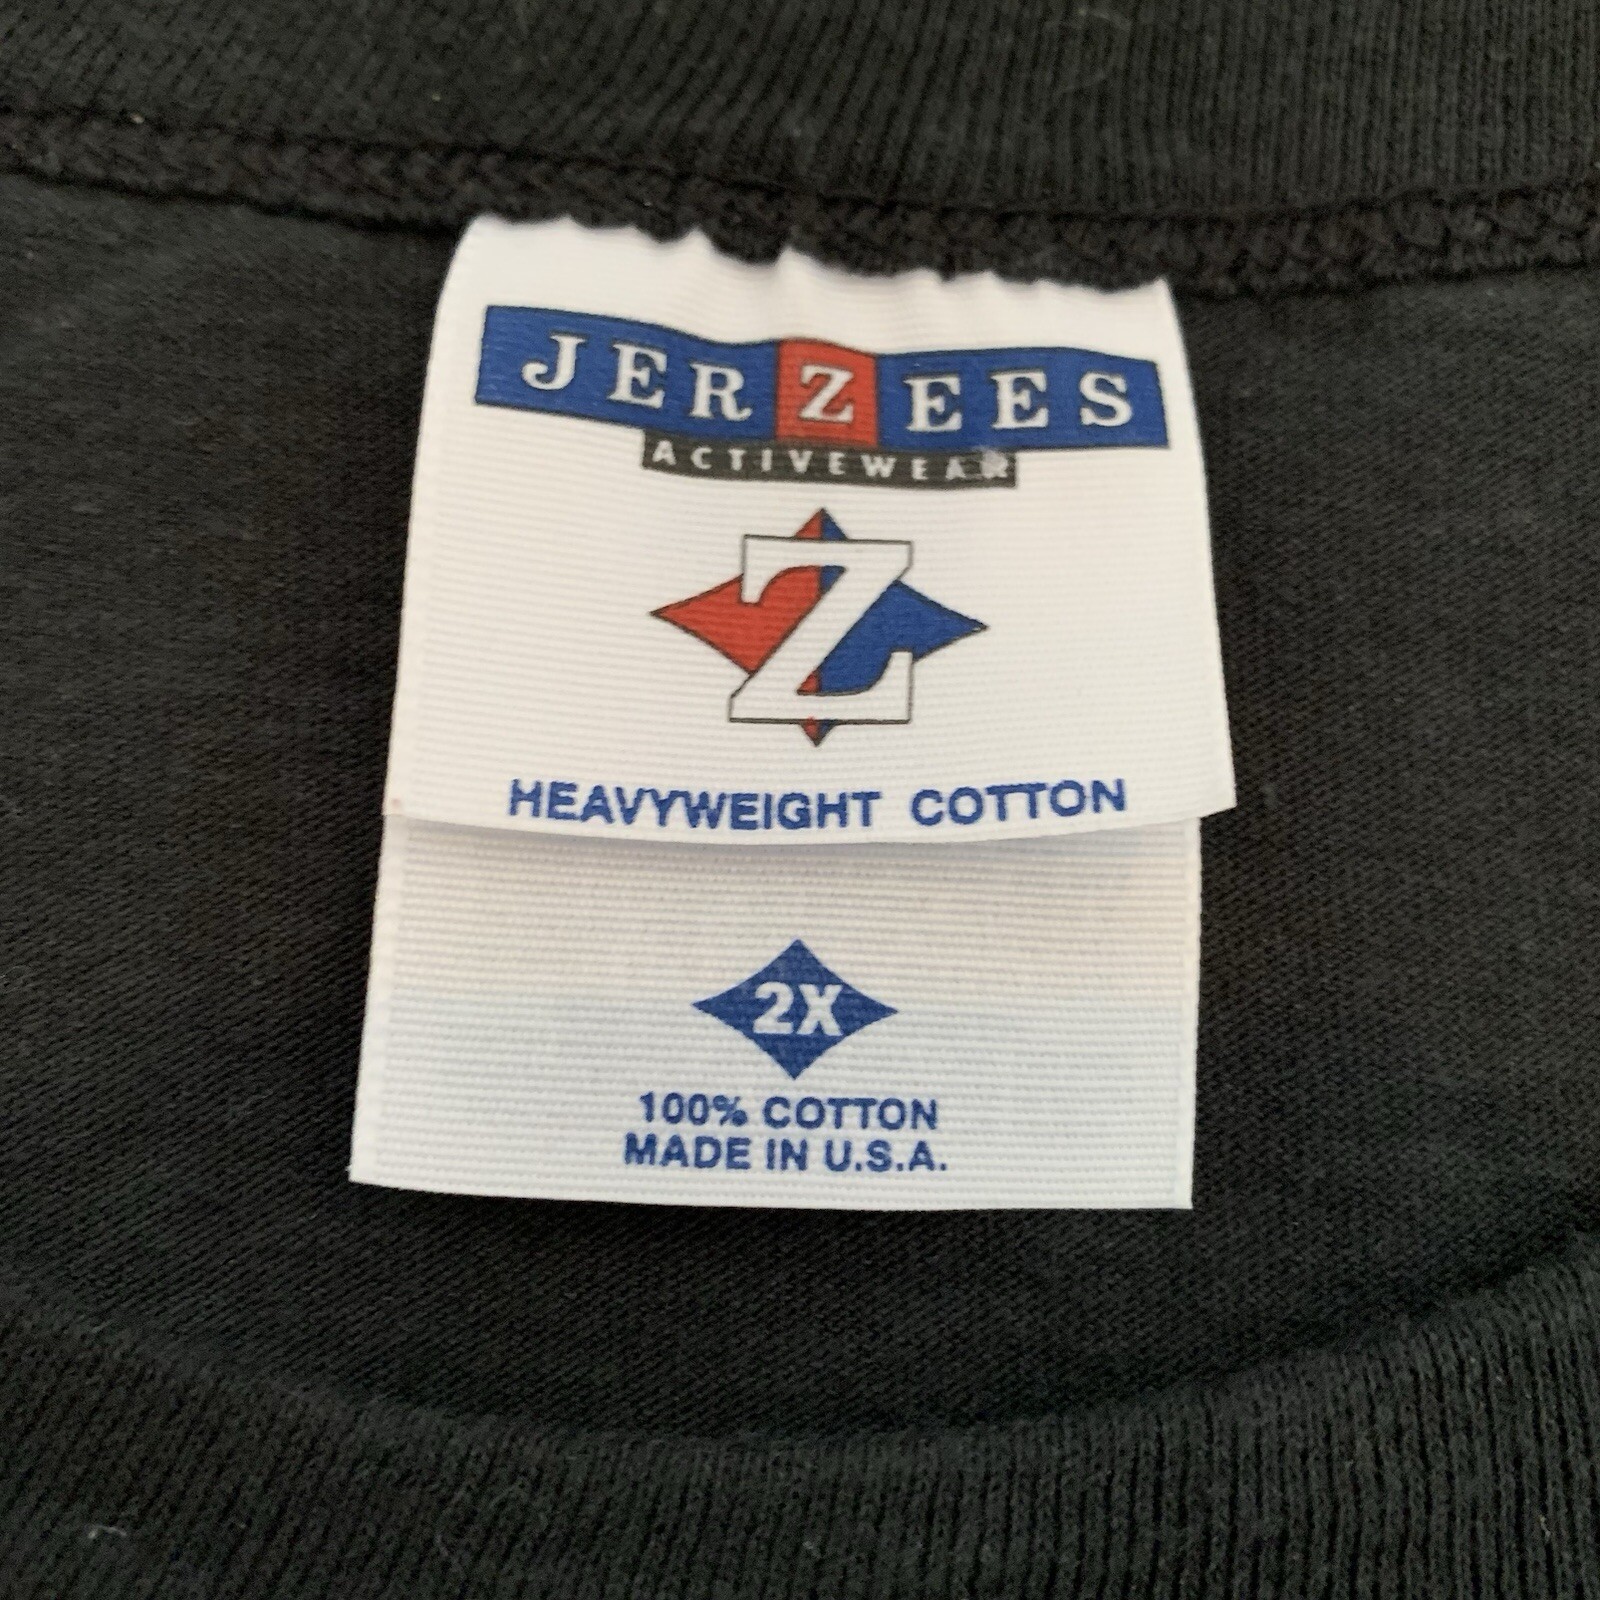 JERZEES
ACTIVEWEAR
Z
HEAVYWEIGHT COTTON
2X
100% COTTON
MADE IN U.S.A.